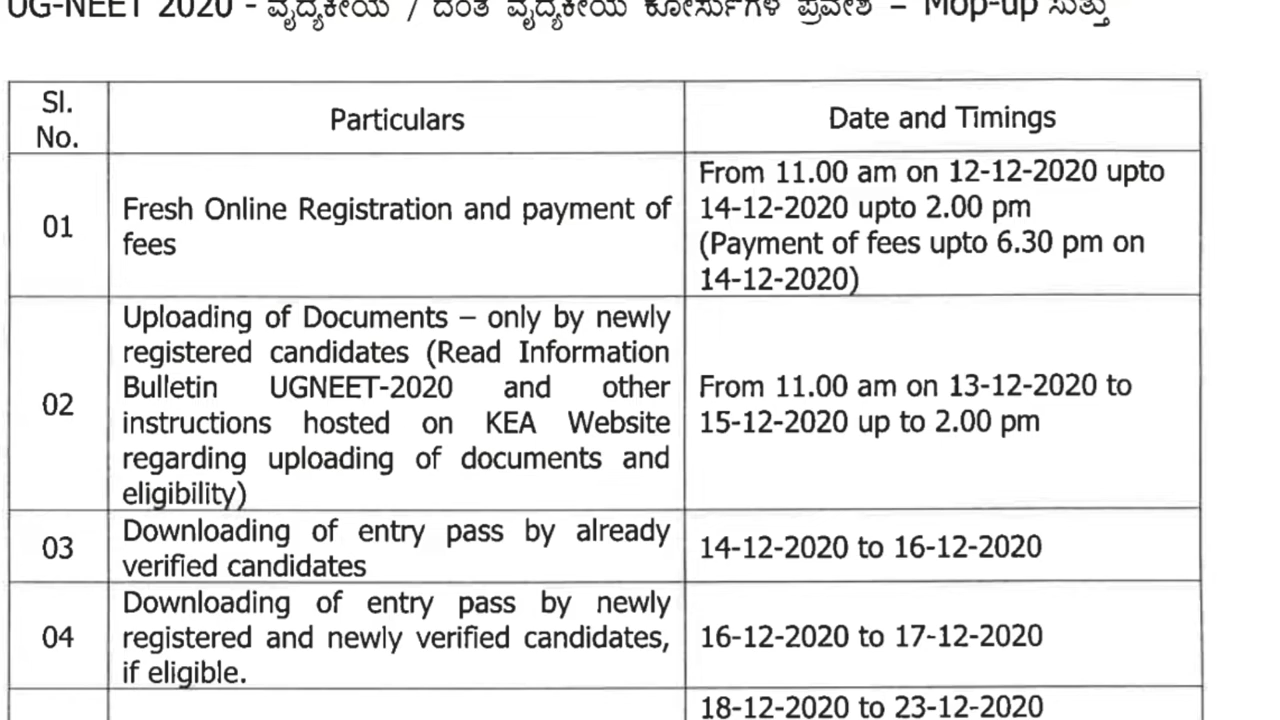 UG-NEET 2020 - ವೈದ್ಯಕೀಯ / ದಂತ ವೈದ್ಯಕೀಯ ಕೋರ್ಸುಗಳ ಪ್ರವೇಶ – Mop-up ಸುತ್ತು
Sl.
No.
Particulars
Date and Timings
01
Fresh Online Registration and payment of
fees
From 11.00 am on 12-12-2020 upto
14-12-2020 upto 2.00 pm
(Payment of fees upto 6.30 pm on
14-12-2020)
02
Uploading of Documents – only by newly
registered candidates (Read Information
Bulletin UGNEET-2020 and other
instructions hosted on KEA Website
regarding uploading of documents and
eligibility)
From 11.00 am on 13-12-2020 to
15-12-2020 up to 2.00 pm
03
Downloading of entry pass by already
verified candidates
14-12-2020 to 16-12-2020
04
Downloading of entry pass by newly
registered and newly verified candidates,
if eligible.
16-12-2020 to 17-12-2020
18-12-2020 to 23-12-2020